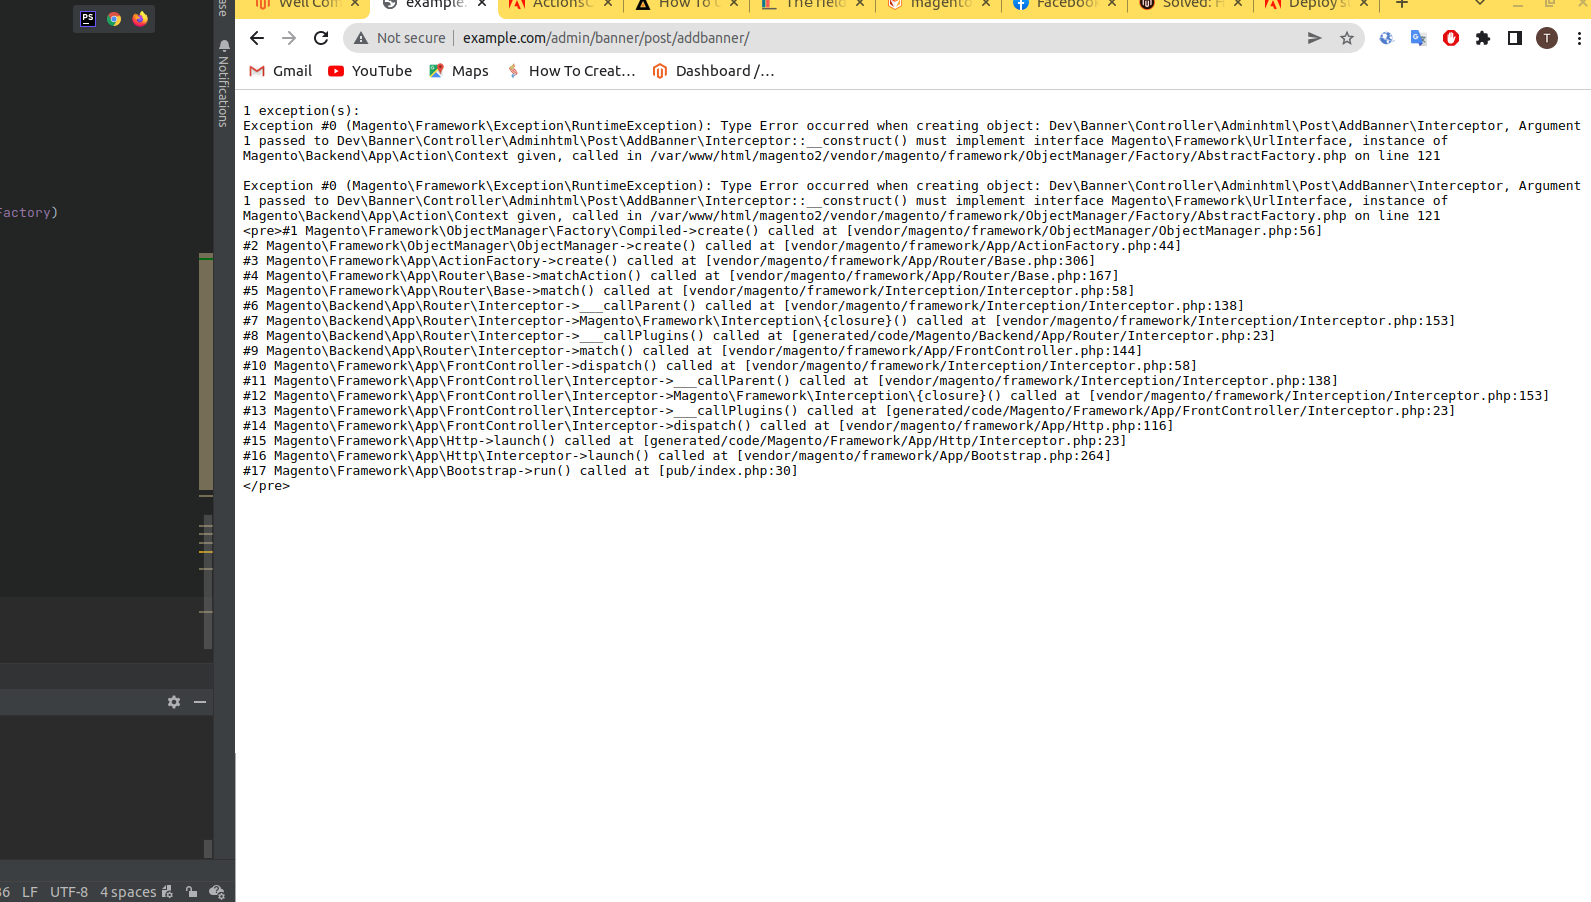 Well Com
example.
ActionsC
How To C
The field
magento
Facebook
Solved: H
Deploy s
Not secure
example.com/admin/banner/post/addbanner/
T
Gmail
YouTube
Maps
How To Creat...
Dashboard /...
PS
Notifications
Factory)
1 exception(s):
Exception #0 (Magento\Framework\Exception\RuntimeException): Type Error occurred when creating object: Dev\Banner\Controller\Adminhtml\Post\AddBanner\Interceptor, Argument
1 passed to Dev\Banner\Controller\Adminhtml\Post\AddBanner\Interceptor::__construct() must implement interface Magento\Framework\UrlInterface, instance of
Magento\Backend\App\Action\Context given, called in /var/www/html/magento2/vendor/magento/framework/ObjectManager/Factory/AbstractFactory.php on line 121
Exception #0 (Magento\Framework\Exception\RuntimeException): Type Error occurred when creating object: Dev\Banner\Controller\Adminhtml\Post\AddBanner\Interceptor, Argument
1 passed to Dev\Banner\Controller\Adminhtml\Post\AddBanner\Interceptor::__construct() must implement interface Magento\Framework\UrlInterface, instance of
Magento\Backend\App\Action\Context given, called in /var/www/html/magento2/vendor/magento/framework/ObjectManager/Factory/AbstractFactory.php on line 121
<pre>#1 Magento\Framework\ObjectManager\Factory\Compiled->create() called at [vendor/magento/framework/ObjectManager/ObjectManager.php:56]
#2 Magento\Framework\ObjectManager\ObjectManager->create() called at [vendor/magento/framework/App/ActionFactory.php:44]
#3 Magento\Framework\App\ActionFactory->create() called at [vendor/magento/framework/App/Router/Base.php:306]
#4 Magento\Framework\App\Router\Base->matchAction() called at [vendor/magento/framework/App/Router/Base.php:167]
#5 Magento\Framework\App\Router\Base->match() called at [vendor/magento/framework/Interception/Interceptor.php:58]
#6 Magento\Backend\App\Router\Interceptor->___callParent() called at [vendor/magento/framework/Interception/Interceptor.php:138]
#7 Magento\Backend\App\Router\Interceptor->Magento\Framework\Interception\{closure}() called at [vendor/magento/framework/Interception/Interceptor.php:153]
#8 Magento\Backend\App\Router\Interceptor->___callPlugins() called at [generated/code/Magento/Backend/App/Router/Interceptor.php:23]
#9 Magento\Backend\App\Router\Interceptor->match() called at [vendor/magento/framework/App/FrontController.php:144]
#10 Magento\Framework\App\FrontController->dispatch() called at [vendor/magento/framework/Interception/Interceptor.php:58]
#11 Magento\Framework\App\FrontController\Interceptor->___callParent() called at [vendor/magento/framework/Interception/Interceptor.php:138]
#12 Magento\Framework\App\FrontController\Interceptor->Magento\Framework\Interception\{closure}() called at [vendor/magento/framework/Interception/Interceptor.php:153]
#13 Magento\Framework\App\FrontController\Interceptor->___callPlugins() called at [generated/code/Magento/Framework/App/FrontController/Interceptor.php:23]
#14 Magento\Framework\App\FrontController\Interceptor->dispatch() called at [vendor/magento/framework/App/Http.php:116]
#15 Magento\Framework\App\Http->launch() called at [generated/code/Magento/Framework/App/Http/Interceptor.php:23]
#16 Magento\Framework\App\Http\Interceptor->launch() called at [vendor/magento/framework/App/Bootstrap.php:264]
#17 Magento\Framework\App\Bootstrap->run() called at [pub/index.php:30]
</pre>
LF UTF-8 4 spaces